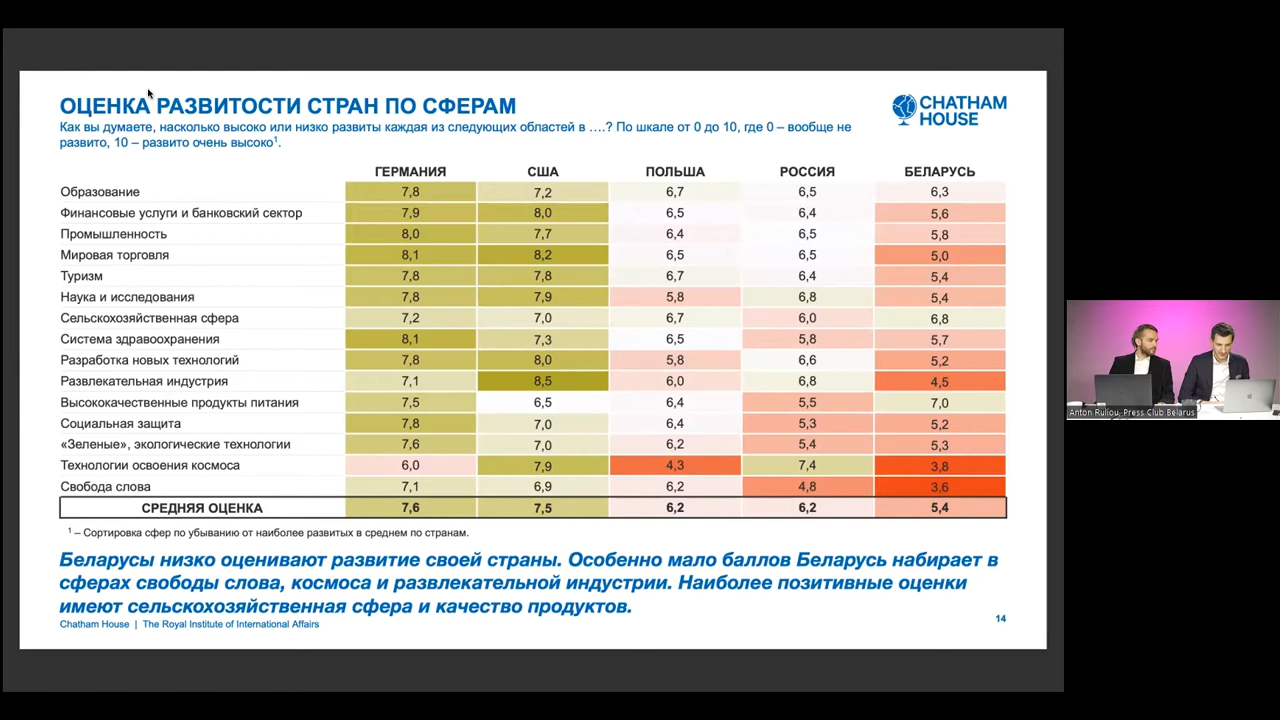 ОЦЕНКА РАЗВИТОСТИ СТРАН ПО СФЕРАМ
CHATHAM
HOUSE
Как вы думаете, насколько высоко или низко развиты каждая из следующих областей в ….? По шкале от 0 до 10, где 0 – вообще не
развито, 10 – развито очень высоко¹.
ГЕРМАНИЯ США ПОЛЬША РОССИЯ БЕЛАРУСЬ
Образование 7,8 7,2 6,7 6,5 6,3
Финансовые услуги и банковский сектор 7,9 8,0 6,5 6,4 5,6
Промышленность 8,0 7,7 6,4 6,5 5,8
Мировая торговля 8,1 8,2 6,5 6,5 5,0
Туризм 7,8 7,8 6,7 6,4 5,4
Наука и исследования 7,8 7,9 5,8 6,8 5,4
Сельскохозяйственная сфера 7,2 7,0 6,7 6,0 6,8
Система здравоохранения 8,1 7,3 6,5 5,8 5,7
Разработка новых технологий 7,8 8,0 5,8 6,6 5,2
Развлекательная индустрия 7,1 8,5 6,0 6,8 4,5
Высококачественные продукты питания 7,5 6,5 6,4 5,5 7,0
Социальная защита 7,8 7,0 6,4 5,3 5,2
«Зеленые», экологические технологии 7,6 7,0 6,2 5,4 5,3
Технологии освоения космоса 6,0 7,9 4,3 7,4 3,8
Свобода слова 7,1 6,9 6,2 4,8 3,6
СРЕДНЯЯ ОЦЕНКА 7,6 7,5 6,2 6,2 5,4
¹ – Сортировка сфер по убыванию от наиболее развитых в среднем по странам.
Беларусы низко оценивают развитие своей страны. Особенно мало баллов Беларусь набирает в
сферах свободы слова, космоса и развлекательной индустрии. Наиболее позитивные оценки
имеют сельскохозяйственная сфера и качество продуктов.
Chatham House | The Royal Institute of International Affairs
14
Anton Ruliou, Press Club Belarus